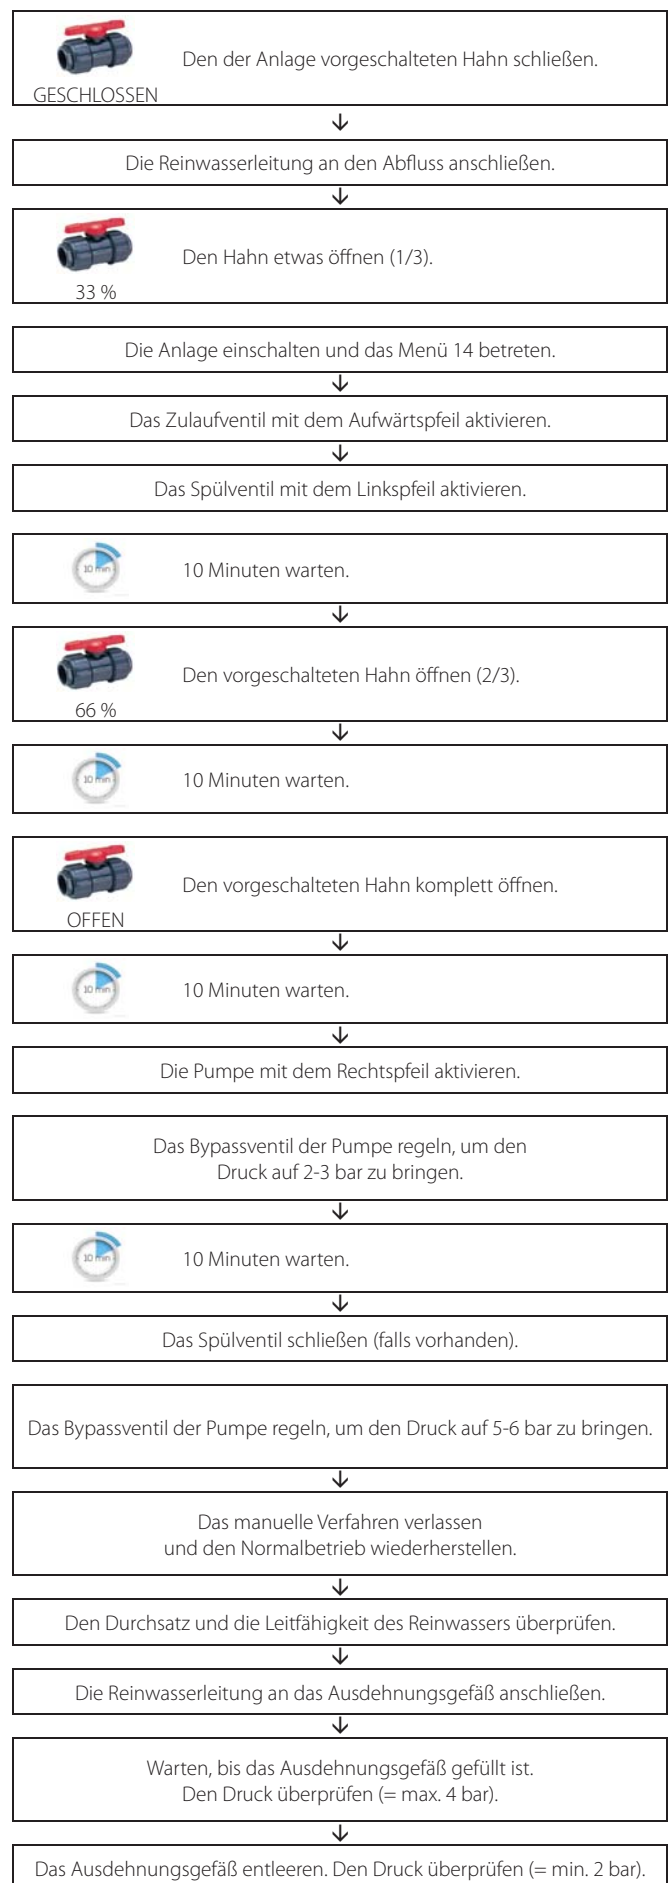 Den der Anlage vorgeschalteten Hahn schließen.
GESCHLOSSEN
Die Reinwasserleitung an den Abfluss anschließen.
Den Hahn etwas öffnen (1/3).
33 %
Die Anlage einschalten und das Menü 14 betreten.
Das Zulaufventil mit dem Aufwärtspfeil aktivieren.
Das Spülventil mit dem Linkspfeil aktivieren.
10 min
10 Minuten warten.
Den vorgeschalteten Hahn öffnen (2/3).
66 %
10 min
10 Minuten warten.
Den vorgeschalteten Hahn komplett öffnen.
OFFEN
10 min
10 Minuten warten.
Die Pumpe mit dem Rechtspfeil aktivieren.
Das Bypassventil der Pumpe regeln, um den
Druck auf 2-3 bar zu bringen.
10 min
10 Minuten warten.
Das Spülventil schließen (falls vorhanden).
Das Bypassventil der Pumpe regeln, um den Druck auf 5-6 bar zu bringen.
Das manuelle Verfahren verlassen
und den Normalbetrieb wiederherstellen.
Den Durchsatz und die Leitfähigkeit des Reinwassers überprüfen.
Die Reinwasserleitung an das Ausdehnungsgefäß anschließen.
Warten, bis das Ausdehnungsgefäß gefüllt ist.
Den Druck überprüfen (= max. 4 bar).
Das Ausdehnungsgefäß entleeren. Den Druck überprüfen (= min. 2 bar).